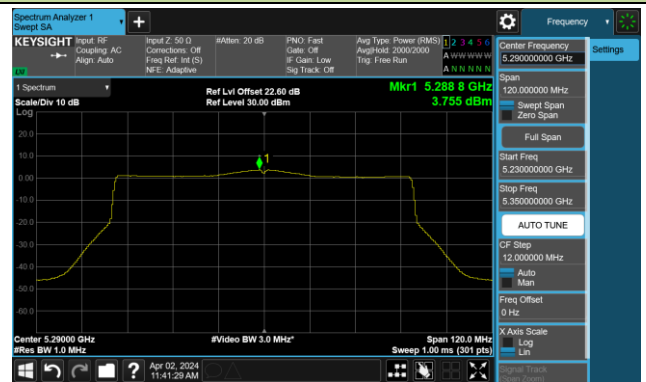 Spectrum Analyzer 1
Swept SA
+
Frequency
KEYSIGHT
Input: RF
Coupling: AC
Align: Auto
Input Z: 50 Ω
Corrections: Off
Freq Ref: Int (S)
NFE: Adaptive
#Atten: 20 dB
PNO: Fast
Gate: Off
IF Gain: Low
Sig Track: Off
Avg Type: Power (RMS)
Avg|Hold: 2000/2000
Trig: Free Run
1 2 3 4 5 6
A W W W W W
A N N N N N
LW
1 Spectrum
Scale/Div 10 dB
Log
Ref Lvl Offset 22.60 dB
Ref Level 30.00 dBm
Mkr1 5.288 8 GHz
3.755 dBm
20.0
10.0
0.00
-10.0
-20.0
-30.0
-40.0
-50.0
-60.0
1
Center 5.29000 GHz
#Res BW 1.0 MHz
#Video BW 3.0 MHz*
Span 120.0 MHz
Sweep 1.00 ms (301 pts)
Apr 02, 2024
11:41:29 AM
Center Frequency
5.290000000 GHz
Settings
Span
120.000000 MHz
Swept Span
Zero Span
Full Span
Start Freq
5.230000000 GHz
Stop Freq
5.350000000 GHz
AUTO TUNE
CF Step
12.000000 MHz
Auto
Man
Freq Offset
0 Hz
X Axis Scale
Log
Lin
Signal Track
(Span Zoom)